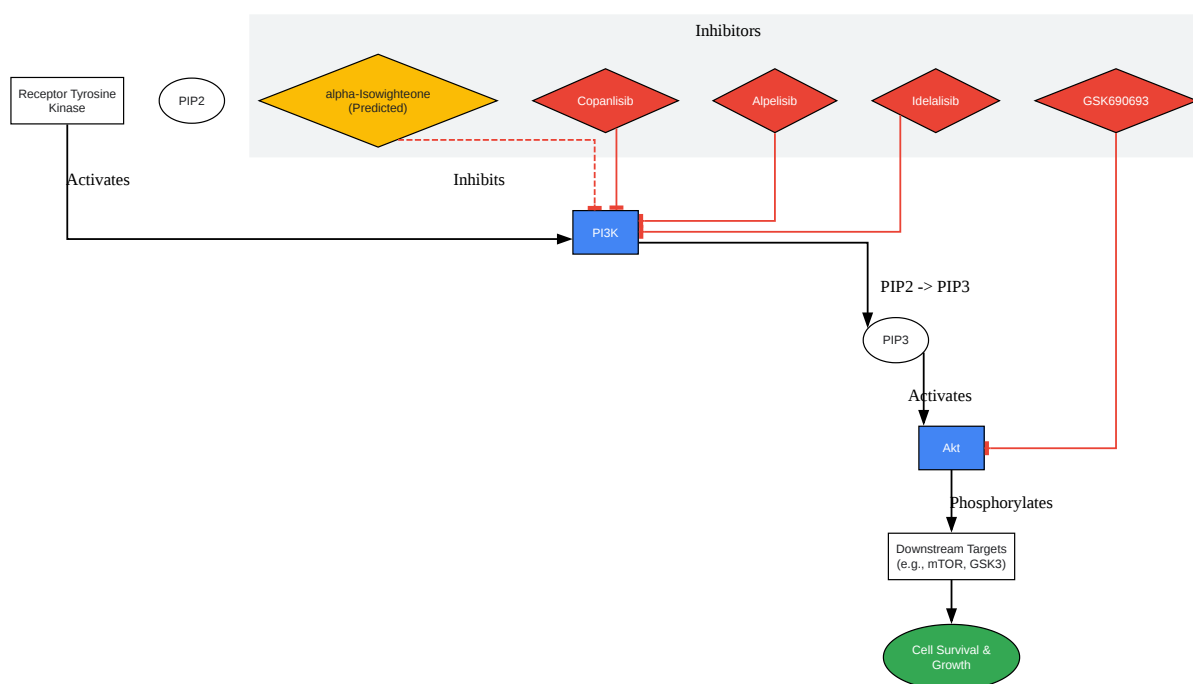 Inhibitors
Receptor Tyrosine
Kinase
PIP2
alpha-Isowighteone
(Predicted)
Copanlisib
Alpelisib
Idelalisib
GSK690693
Activates
Inhibits
PI3K
PIP2 -> PIP3
PIP3
Activates
Akt
Phosphorylates
Downstream Targets
(e.g., mTOR, GSK3)
Cell Survival &
Growth